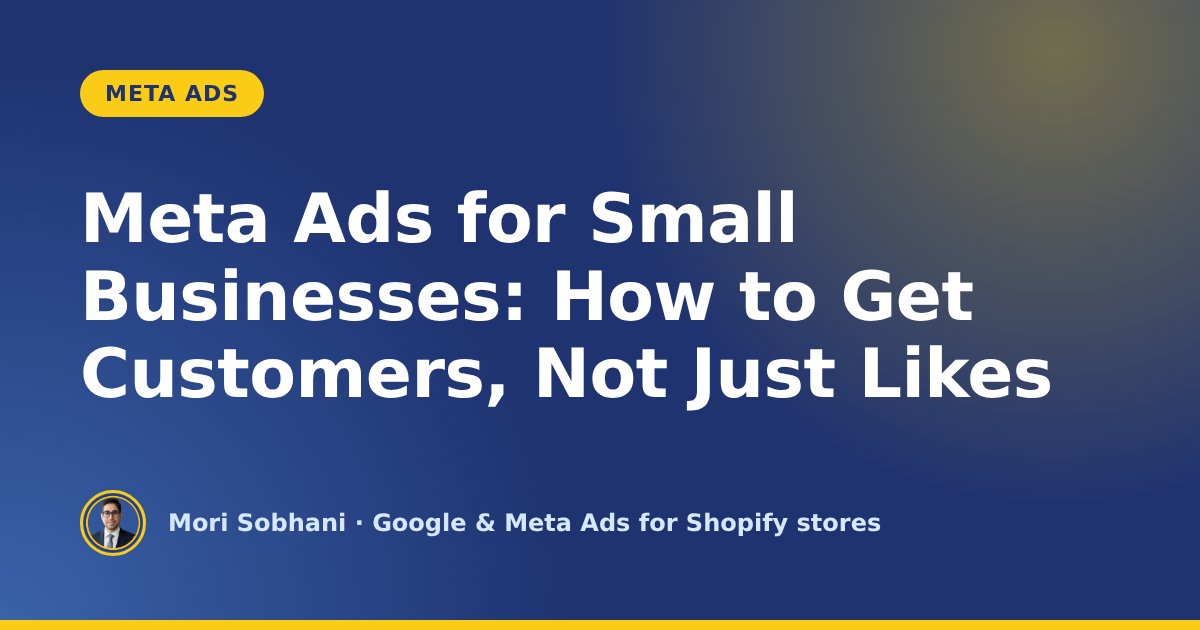 META ADS
Meta Ads for Small
Businesses: How to Get
Customers, Not Just Likes
Mori Sobhani · Google & Meta Ads for Shopify stores